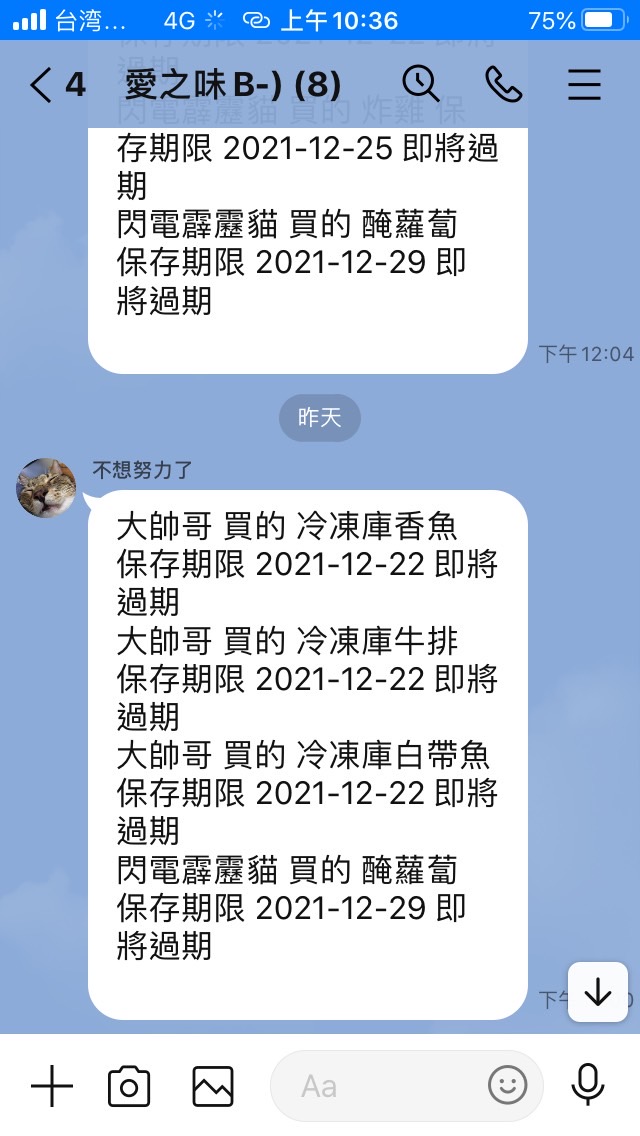 台湾... 4G 上午10:36 75%
4 愛之味B-) (8)
閃電霹靂貓 買的 炸雞 保
存期限 2021-12-25 即將過
期
閃電霹靂貓 買的 醃蘿蔔
保存期限 2021-12-29 即
將過期
下午12:04
昨天
不想努力了
大帥哥 買的 冷凍庫香魚
保存期限 2021-12-22 即將
過期
大帥哥 買的 冷凍庫牛排
保存期限 2021-12-22 即將
過期
大帥哥 買的 冷凍庫白帶魚
保存期限 2021-12-22 即將
過期
閃電霹靂貓 買的 醃蘿蔔
保存期限 2021-12-29 即
將過期
Aa